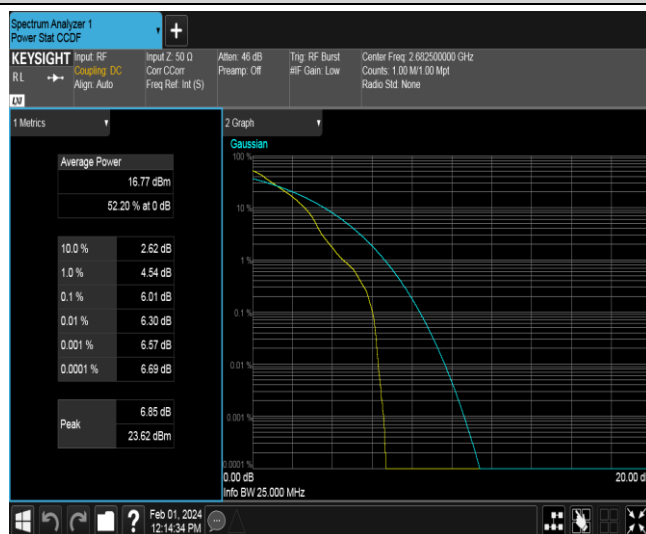 Spectrum Analyzer 1
Power Stat CCDF
KEYSIGHT
RL
LXI
Input: RF
Coupling: DC
Align: Auto
Input Z: 50 Ω
Corr CCorr
Freq Ref: Int (S)
Atten: 46 dB
Preamp: Off
Trig: RF Burst
#IF Gain: Low
Center Freq: 2.682500000 GHz
Counts: 1.00 M/1.00 Mpt
Radio Std: None
1 Metrics
Average Power
16.77 dBm
52.20 % at 0 dB
10.0 % 2.62 dB
1.0 % 4.54 dB
0.1 % 6.01 dB
0.01 % 6.30 dB
0.001 % 6.57 dB
0.0001 % 6.69 dB
Peak
6.85 dB
23.62 dBm
2 Graph
Gaussian
100 %
10 %
1 %
0.1 %
0.01 %
0.001 %
0.0001 %
0.00 dB
20.00 d
Info BW 25.000 MHz
Feb 01, 2024
12:14:34 PM